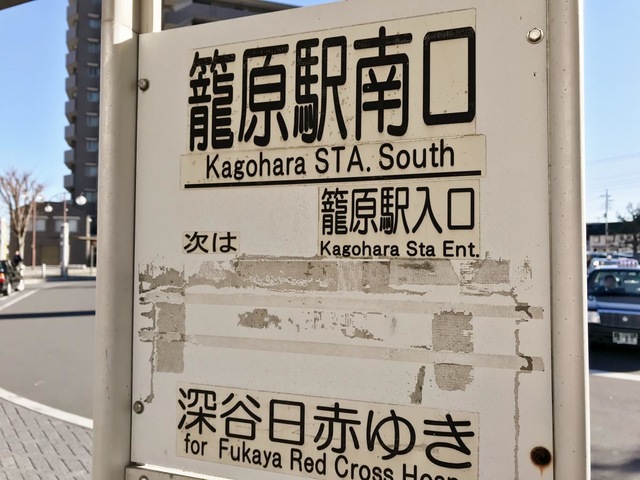 籠原駅南口
Kagohara STA. South
籠原駅入口
次は
Kagohara Sta Ent.
深谷日赤ゆき
for Fukaya Red Cross Hosp